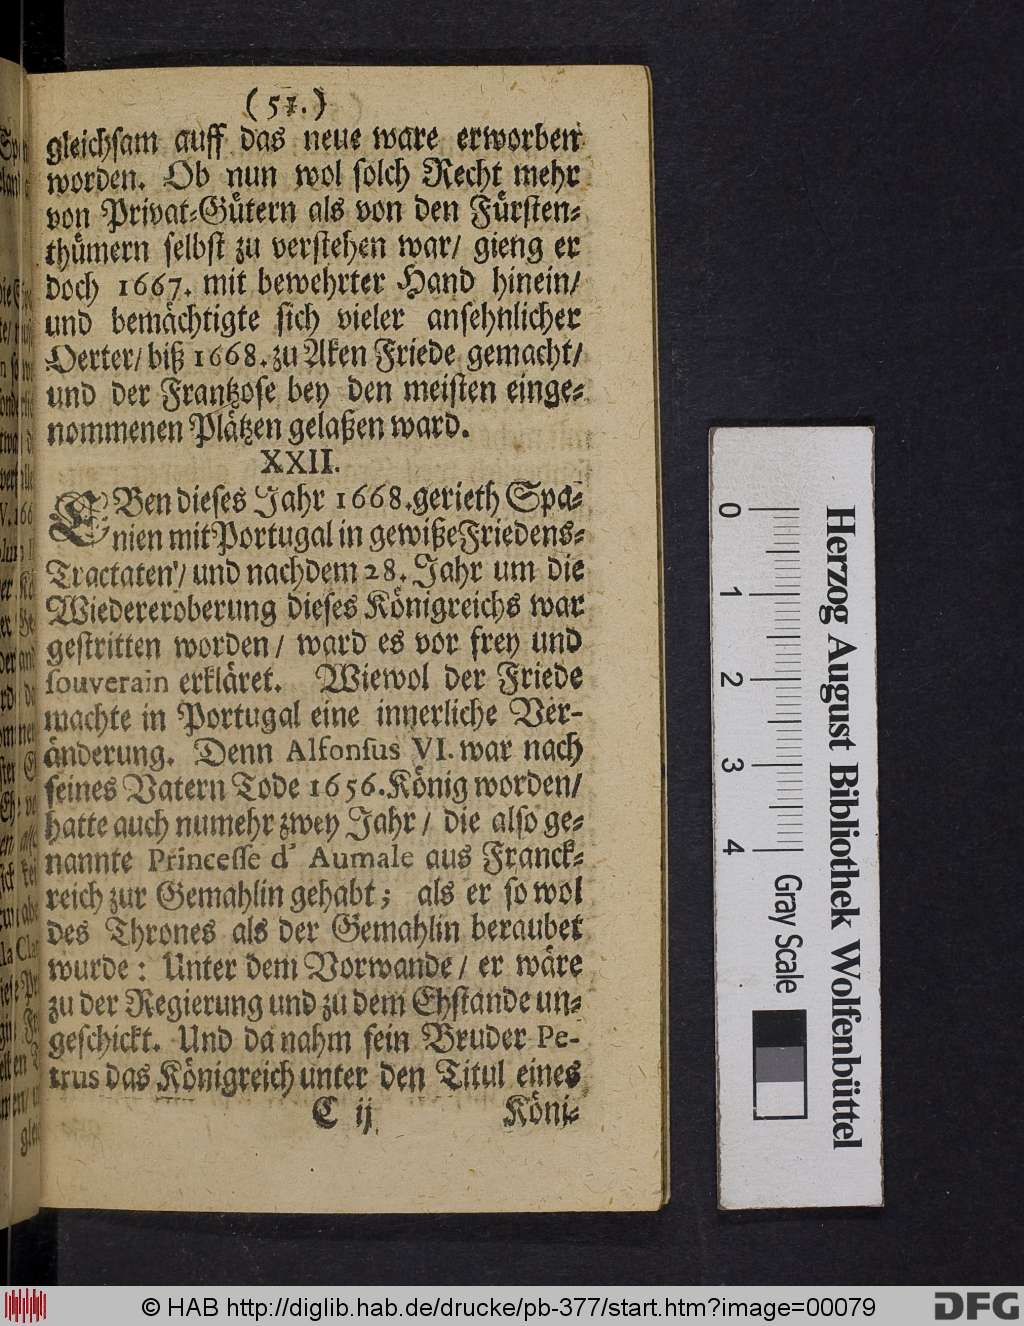 (51.)
gleichsam auff das neue ware erworben
worden. Ob nun wol solch Recht mehr
von Privat-Gütern als von den Fürsten-
thümern selbst zu verstehen war/ gieng er
doch 1667. mit bewehrter Hand hinein/
und bemächtigte sich vieler ansehnlicher
Oerter/ biß 1668. zu Aken Friede gemacht/
und der Frantzose bey den meisten einge-
nommenen Plätzen gelaßen ward.
XXII.
EBen dieses Jahr 1668. gerieth Spa-
nien mit Portugal in gewiße Friedens-
Tractaten/ und nachdem 28. Jahr um die
Wiedereroberung dieses Königreichs war
gestritten worden/ ward es vor frey und
souverain erkläret. Wiewol der Friede
machte in Portugal eine innerliche Ver-
änderung. Denn Alfonsus VI. war nach
seines Vatern Tode 1656. König worden/
hatte auch numehr zwey Jahr/ die also ge-
nannte Princesse d' Aumale aus Franck-
reich zur Gemahlin gehabt; als er so wol
des Thrones als der Gemahlin beraubet
wurde: Unter dem Vorwande/ er wäre
zu der Regierung und zu dem Ehstande un-
geschickt. Und da nahm sein Bruder Pe-
trus das Königreich unter den Titul eines
C ij
Köni-
0 1 2 3 4
Gray Scale
Herzog August Bibliothek Wolfenbüttel
© HAB http://diglib.hab.de/drucke/pb-377/start.htm?image=00079
DFG